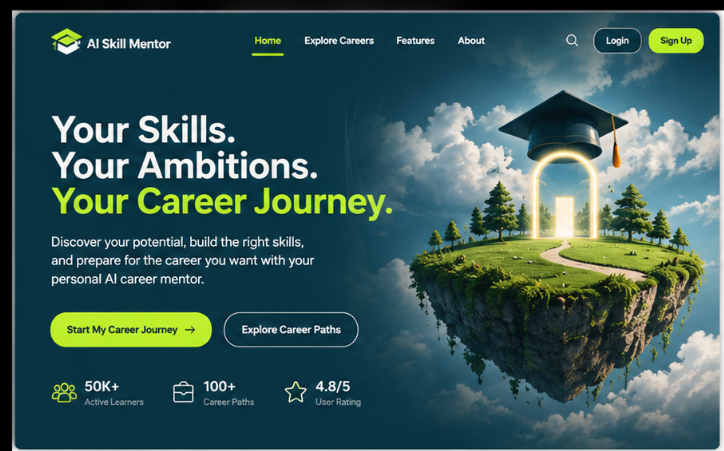 AI Skill Mentor
Home
Explore Careers
Features
About
Login
Sign Up
Your Skills.
Your Ambitions.
Your Career Journey.
Discover your potential, build the right skills,
and prepare for the career you want with your
personal AI career mentor.
Start My Career Journey →
Explore Career Paths
50K+
Active Learners
100+
Career Paths
4.8/5
User Rating